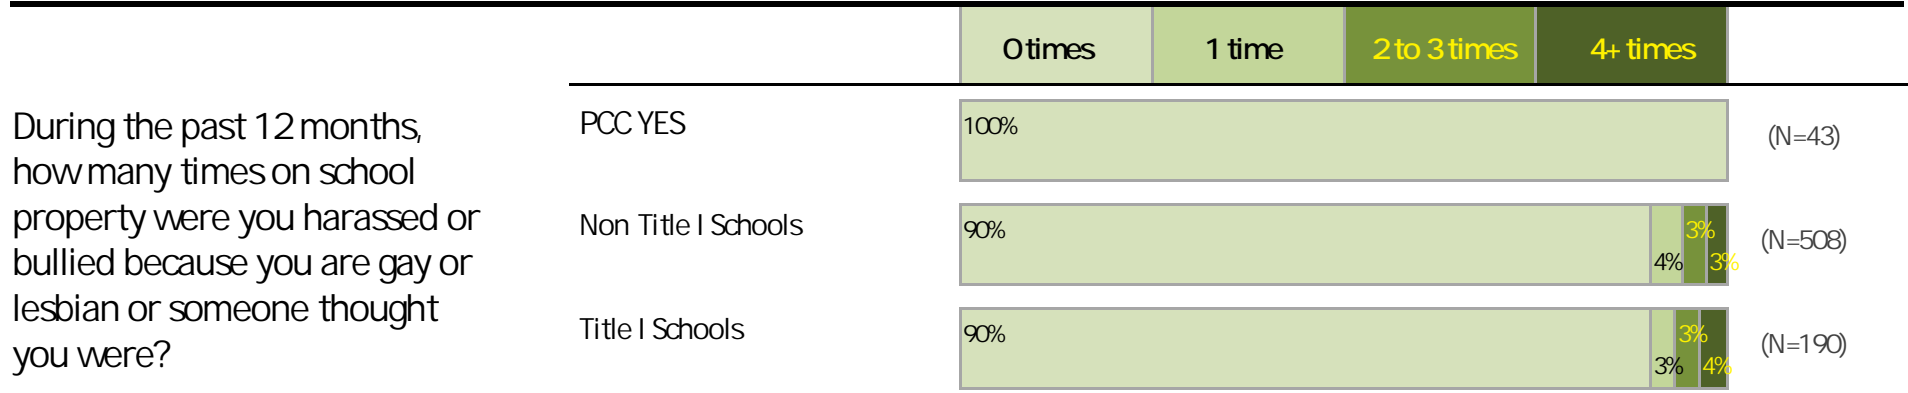 0 times 1 time 2 to 3 times 4+ times
During the past 12 months,
how many times on school
property were you harassed or
bullied because you are gay or
lesbian or someone thought
you were?
PCC YES 100% (N=43)
Non Title I Schools 90% 4% 3% 3% (N=508)
Title I Schools 90% 3% 3% 4% (N=190)